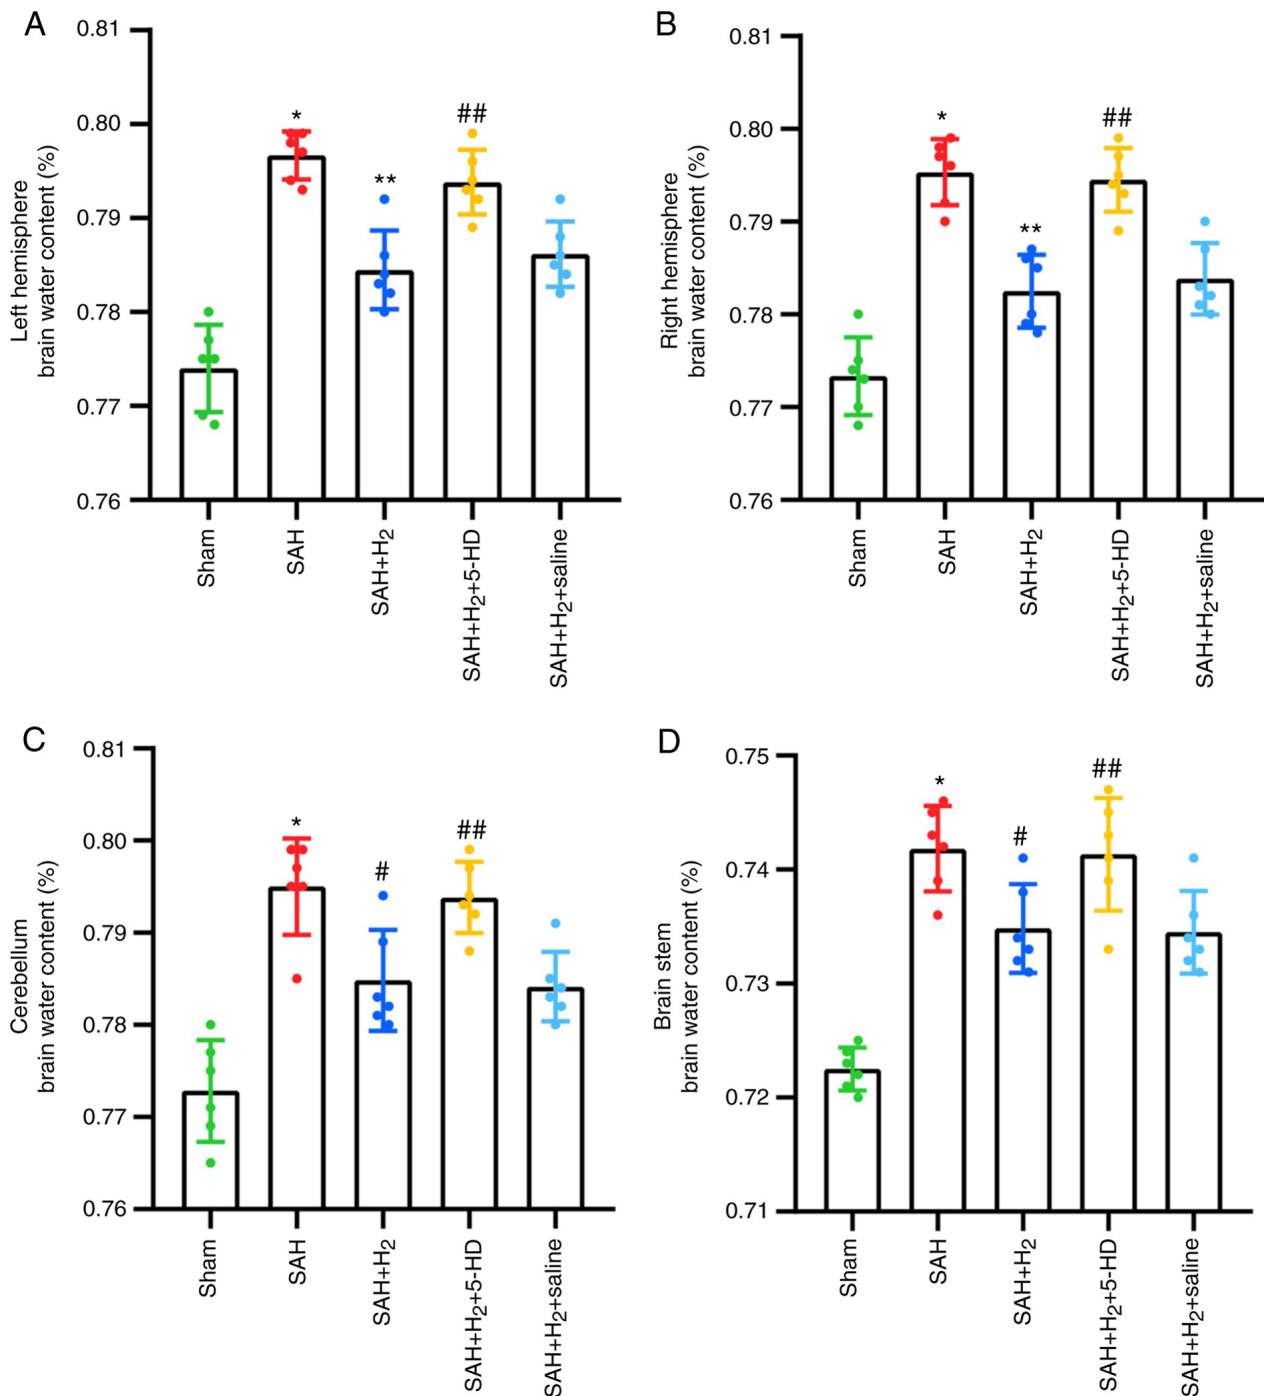 A
Left hemisphere
brain water content (%)
0.81
0.80
0.79
0.78
0.77
0.76
*
**
##
Sham
SAH
SAH+H2
SAH+H2+5-HD
SAH+H2+saline
B
Right hemisphere
brain water content (%)
0.81
0.80
0.79
0.78
0.77
0.76
*
**
##
Sham
SAH
SAH+H2
SAH+H2+5-HD
SAH+H2+saline
C
Cerebellum
brain water content (%)
0.81
0.80
0.79
0.78
0.77
0.76
*
#
##
Sham
SAH
SAH+H2
SAH+H2+5-HD
SAH+H2+saline
D
Brain stem
brain water content (%)
0.75
0.74
0.73
0.72
0.71
*
#
##
Sham
SAH
SAH+H2
SAH+H2+5-HD
SAH+H2+saline